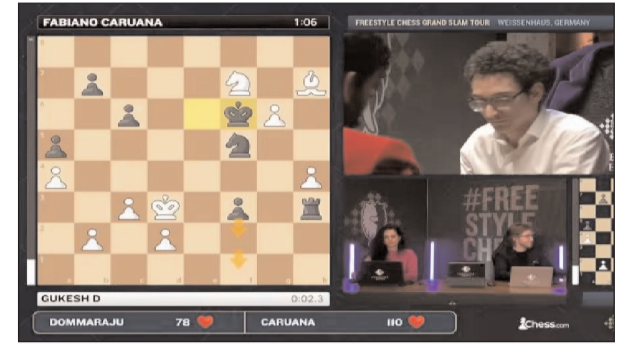 FABIANO CARUANA 1:06
FREESTYLE CHESS GRAND SLAM TOUR WEISSENHAUS, GERMANY
#FREE
STYLE
CHE
GUKESH D 0:02.3
DOMMARAJU 78 CARUANA 110
Chess.com